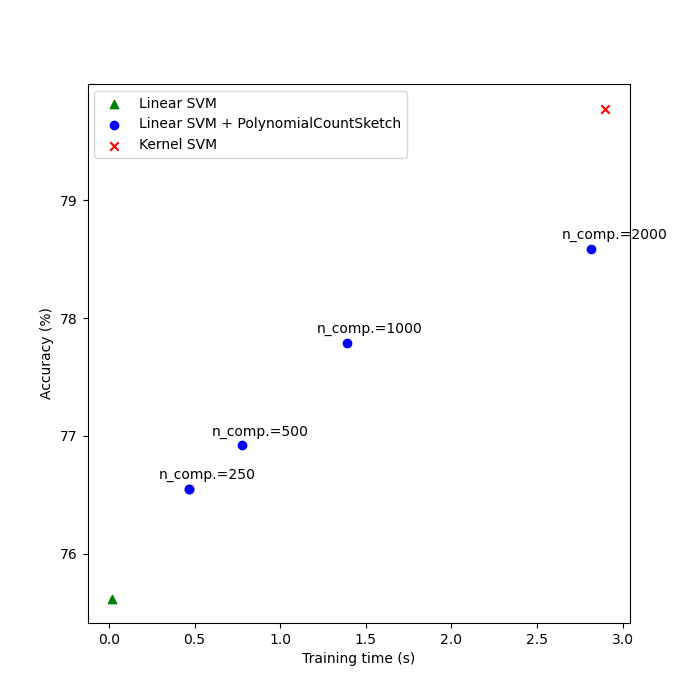 Linear SVM
Linear SVM + PolynomialCountSketch
Kernel SVM
n_comp.=2000
n_comp.=1000
n_comp.=500
n_comp.=250
79
78
77
76
Accuracy (%)
0.0 0.5 1.0 1.5 2.0 2.5 3.0
Training time (s)